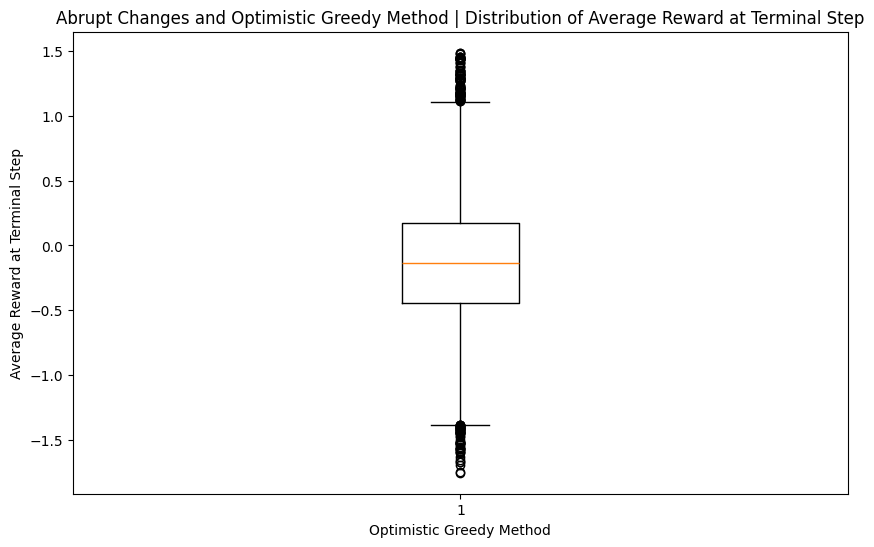 Abrupt Changes and Optimistic Greedy Method | Distribution of Average Reward at Terminal Step
1.5
1.0
0.5
0.0
−0.5
−1.0
−1.5
Average Reward at Terminal Step
1
Optimistic Greedy Method